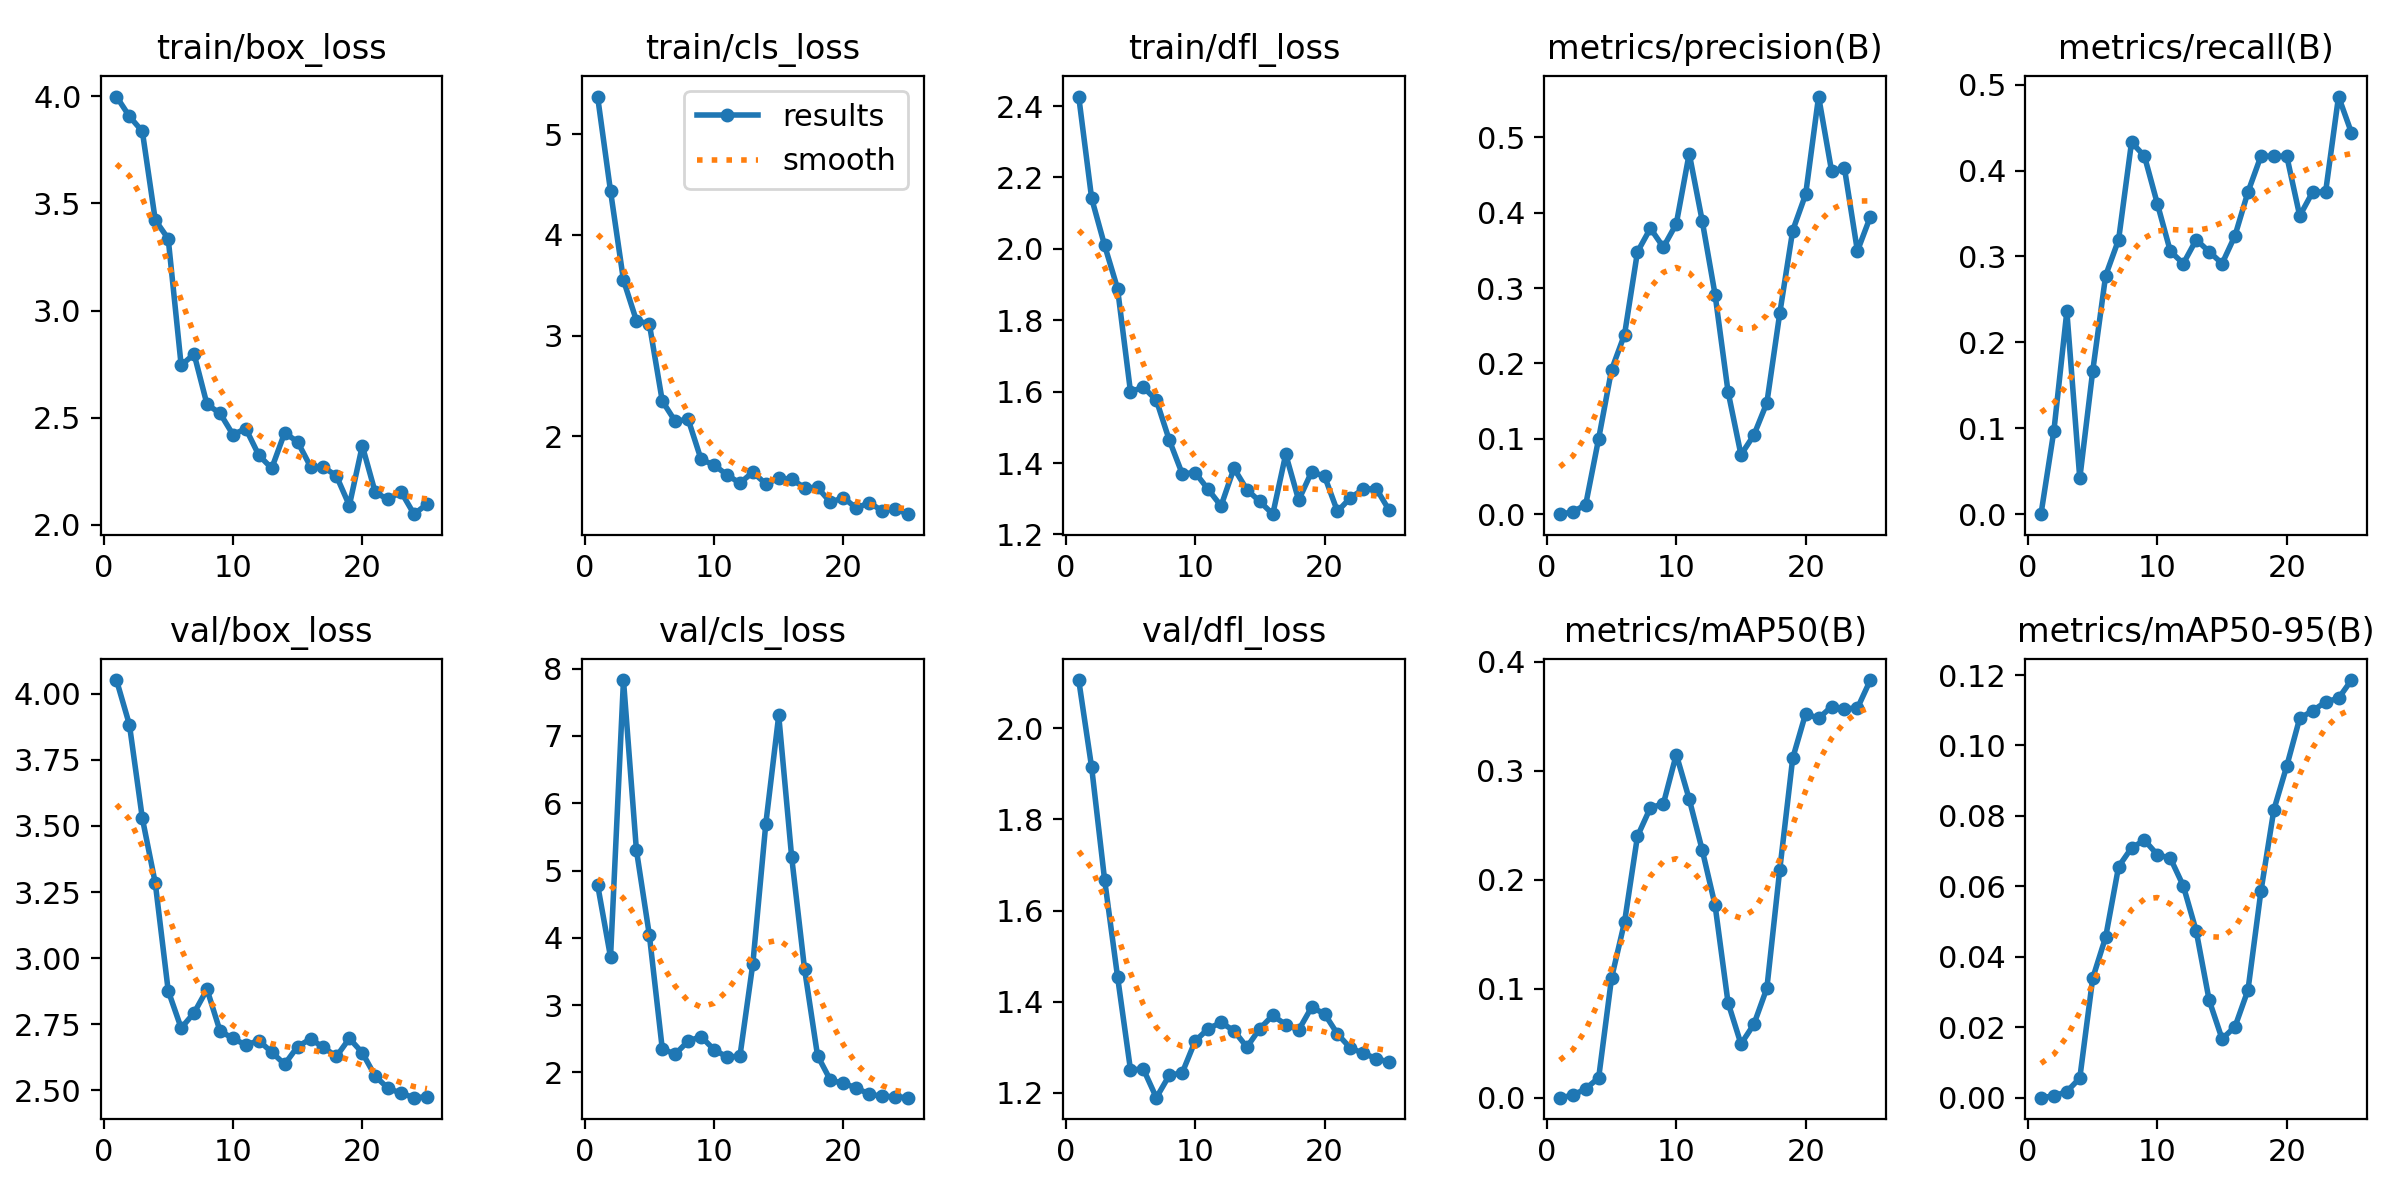 train/box_loss
4.0
3.5
3.0
2.5
2.0
0 10 20
train/cls_loss
results
smooth
5
4
3
2
0 10 20
train/dfl_loss
2.4
2.2
2.0
1.8
1.6
1.4
1.2
0 10 20
metrics/precision(B)
0.5
0.4
0.3
0.2
0.1
0.0
0 10 20
metrics/recall(B)
0.5
0.4
0.3
0.2
0.1
0.0
0 10 20
val/box_loss
4.00
3.75
3.50
3.25
3.00
2.75
2.50
0 10 20
val/cls_loss
8
7
6
5
4
3
2
0 10 20
val/dfl_loss
2.0
1.8
1.6
1.4
1.2
0 10 20
metrics/mAP50(B)
0.4
0.3
0.2
0.1
0.0
0 10 20
metrics/mAP50-95(B)
0.12
0.10
0.08
0.06
0.04
0.02
0.00
0 10 20